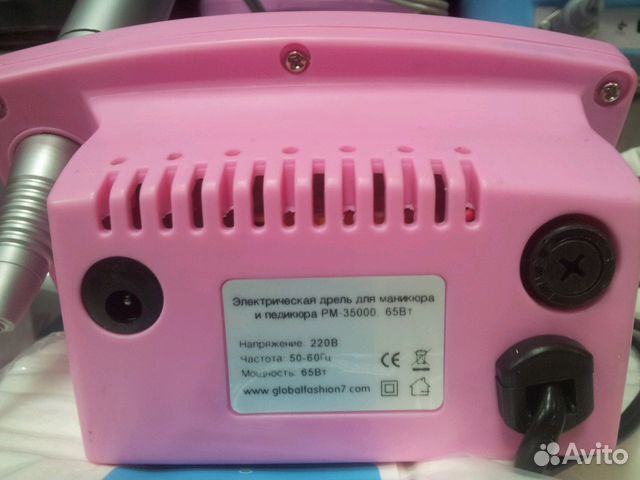 Электрическая дрель для маникюра
и педикюра PM-35000, 65Вт
Напряжение: 220В
Частота: 50-60Гц
Мощность: 65Вт
CE
www.globalfashion7.com
Avito